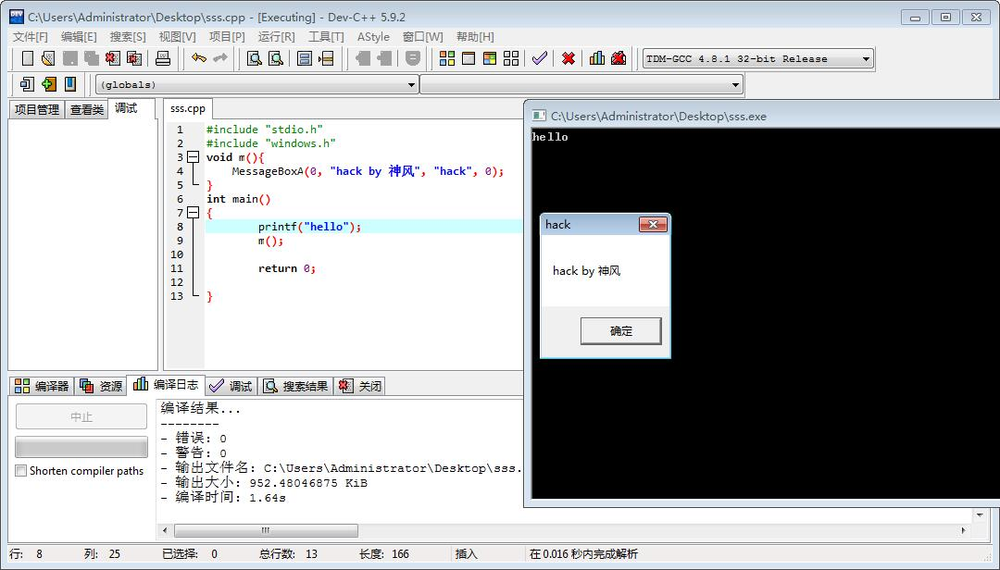 C:\Users\Administrator\Desktop\sss.cpp - [Executing] - Dev-C++ 5.9.2
文件[F] 编辑[E] 搜索[S] 视图[V] 项目[P] 运行[R] 工具[T] AStyle 窗口[W] 帮助[H]
TDM-GCC 4.8.1 32-bit Release
(globals)
项目管理 查看类 调试
sss.cpp
1 #include "stdio.h"
2 #include "windows.h"
3 void m(){
4 MessageBoxA(0, "hack by 神风", "hack", 0);
5 }
6 int main()
7 {
8 printf("hello");
9 m();
10
11 return 0;
12
13 }
C:\Users\Administrator\Desktop\sss.exe
hello
hack
hack by 神风
确定
编译器 资源 编译日志 调试 搜索结果 关闭
中止
Shorten compiler paths
编译结果...
--------
- 错误: 0
- 警告: 0
- 输出文件名: C:\Users\Administrator\Desktop\sss.
- 输出大小: 952.48046875 KiB
- 编译时间: 1.64s
行: 8 列: 25 已选择: 0 总行数: 13 长度: 166 插入 在 0.016 秒内完成解析